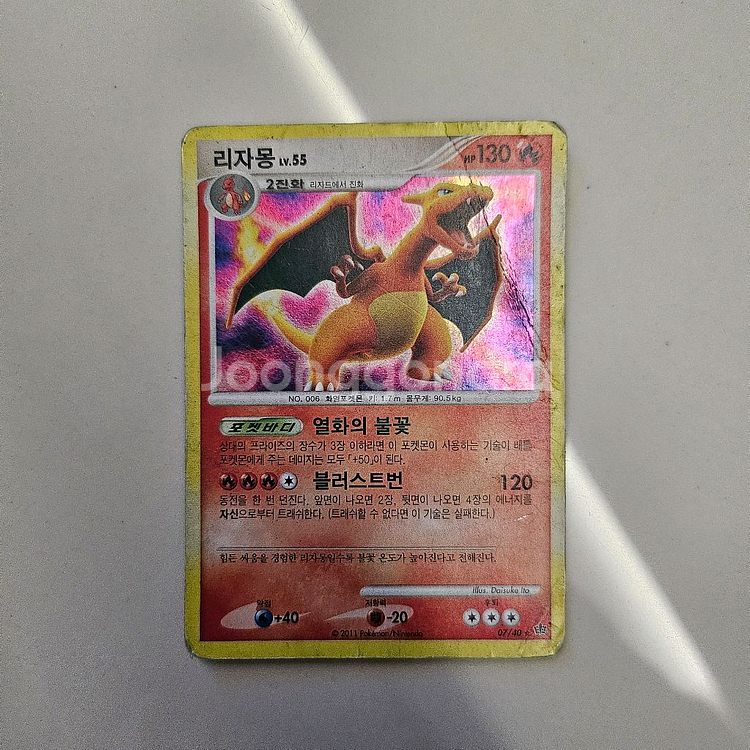 리자몽 LV.55
HP 130
2진화 리자드에서 진화
Joonggonara
NO. 006 화염포켓몬 키: 1.7m 몸무게: 90.5kg
포켓바디 열화의 불꽃
상대의 프라이즈의 장수가 3장 이하라면 이 포켓몬이 사용하는 기술이 배틀
포켓몬에게 주는 데미지는 모두 「+50」이 된다.
블러스트번 120
동전을 한 번 던진다. 앞면이 나오면 2장, 뒷면이 나오면 4장의 에너지를
자신으로부터 트래쉬한다. (트래쉬할 수 없다면 이 기술은 실패한다.)
힘든 싸움을 경험한 리자몽일수록 불꽃 온도가 높아진다고 전해진다.
Illus. Daisuke Ito
약점 저항력 후퇴
+40 -20
© 2011 Pokémon/Nintendo
07/40